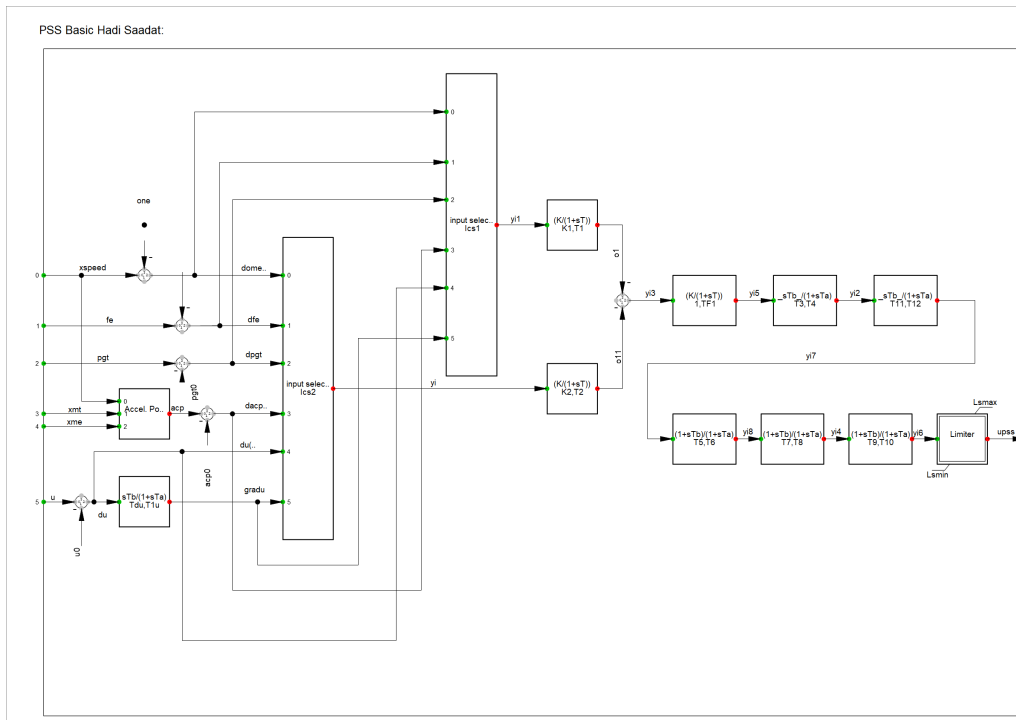 PSS Basic Hadi Saadat:
0
1
2
input selec..
Ics1
3
4
5
yi1
(K/(1+sT))
K1,T1
o1
one
-
0
xspeed
-
dome..
0
1
fe
-
dfe
1
2
pgt
-
dpgt
2
pgt0
input selec..
Ics2
yi
(K/(1+sT))
K2,T2
o11
-
-
yi3
(K/(1+sT))
1,TF1
yi5
_sTb_/(1+sTa)
T3,T4
yi2
_sTb_/(1+sTa)
T11,T12
yi7
3
xmt
4
xme
0
1
2
Accel. Po..
acp
-
acp0
dacp..
3
du(..
4
5
u
-
u0
du
sTb/(1+sTa)
Tdu,T1u
gradu
5
(1+sTb)/(1+sTa)
T5,T6
yi8
(1+sTb)/(1+sTa)
T7,T8
yi4
(1+sTb)/(1+sTa)
T9,T10
yi6
Limiter
Lsmax
Lsmin
upss